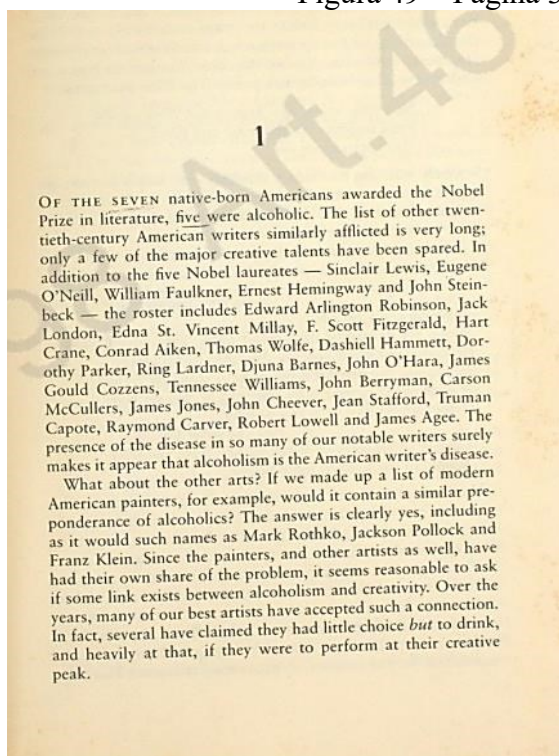 Figura 49 – Página 3
Art.46
1
OF THE SEVEN native-born Americans awarded the Nobel
Prize in literature, five were alcoholic. The list of other twen-
tieth-century American writers similarly afflicted is very long;
only a few of the major creative talents have been spared. In
addition to the five Nobel laureates — Sinclair Lewis, Eugene
O'Neill, William Faulkner, Ernest Hemingway and John Stein-
beck — the roster includes Edward Arlington Robinson, Jack
London, Edna St. Vincent Millay, F. Scott Fitzgerald, Hart
Crane, Conrad Aiken, Thomas Wolfe, Dashiell Hammett, Dor-
othy Parker, Ring Lardner, Djuna Barnes, John O'Hara, James
Gould Cozzens, Tennessee Williams, John Berryman, Carson
McCullers, James Jones, John Cheever, Jean Stafford, Truman
Capote, Raymond Carver, Robert Lowell and James Agee. The
presence of the disease in so many of our notable writers surely
makes it appear that alcoholism is the American writer's disease.
What about the other arts? If we made up a list of modern
American painters, for example, would it contain a similar pre-
ponderance of alcoholics? The answer is clearly yes, including
as it would such names as Mark Rothko, Jackson Pollock and
Franz Klein. Since the painters, and other artists as well, have
had their own share of the problem, it seems reasonable to ask
if some link exists between alcoholism and creativity. Over the
years, many of our best artists have accepted such a connection.
In fact, several have claimed they had little choice but to drink,
and heavily at that, if they were to perform at their creative
peak.